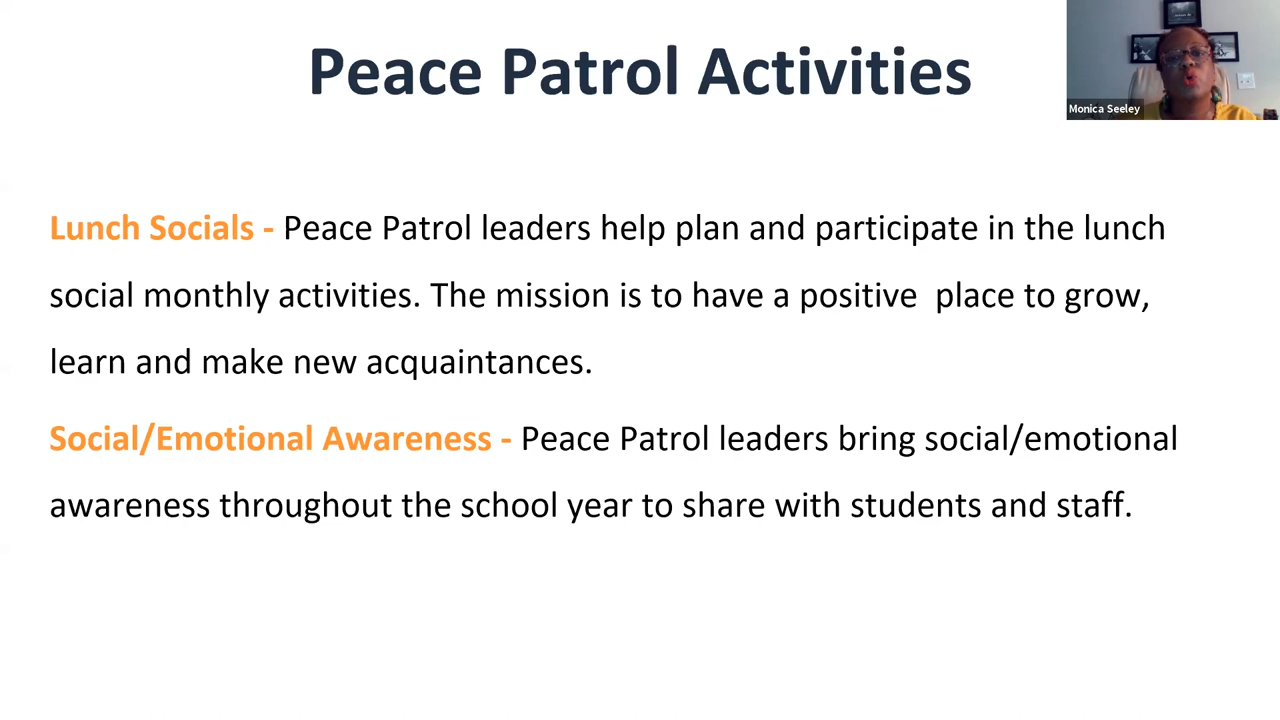 Peace Patrol Activities
Monica Seeley
Lunch Socials - Peace Patrol leaders help plan and participate in the lunch
social monthly activities. The mission is to have a positive  place to grow,
learn and make new acquaintances.
Social/Emotional Awareness - Peace Patrol leaders bring social/emotional
awareness throughout the school year to share with students and staff.